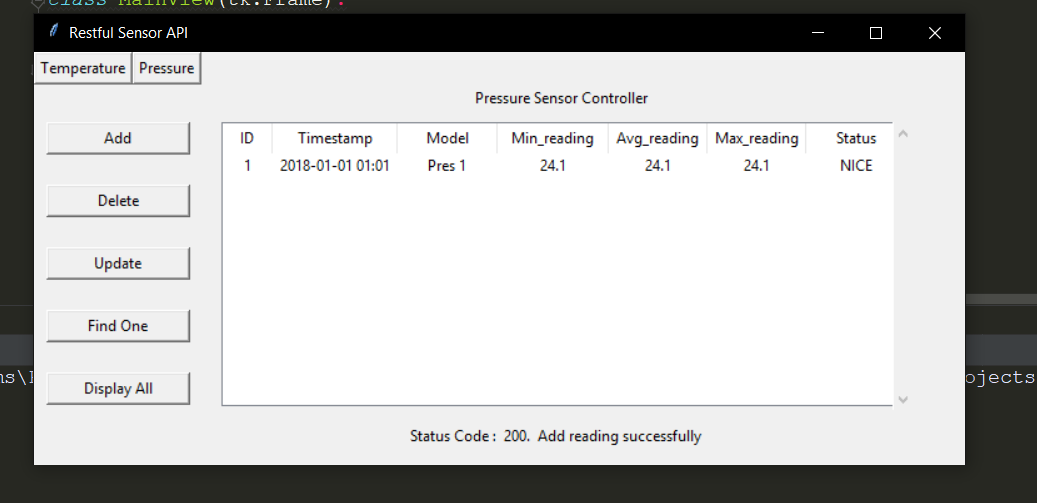 class MainView(tk.Frame):
Restful Sensor API
Temperature Pressure
Pressure Sensor Controller
Add
Delete
Update
Find One
Display All
ID Timestamp Model Min_reading Avg_reading Max_reading Status
1 2018-01-01 01:01 Pres 1 24.1 24.1 24.1 NICE
ojects
Status Code : 200. Add reading successfully